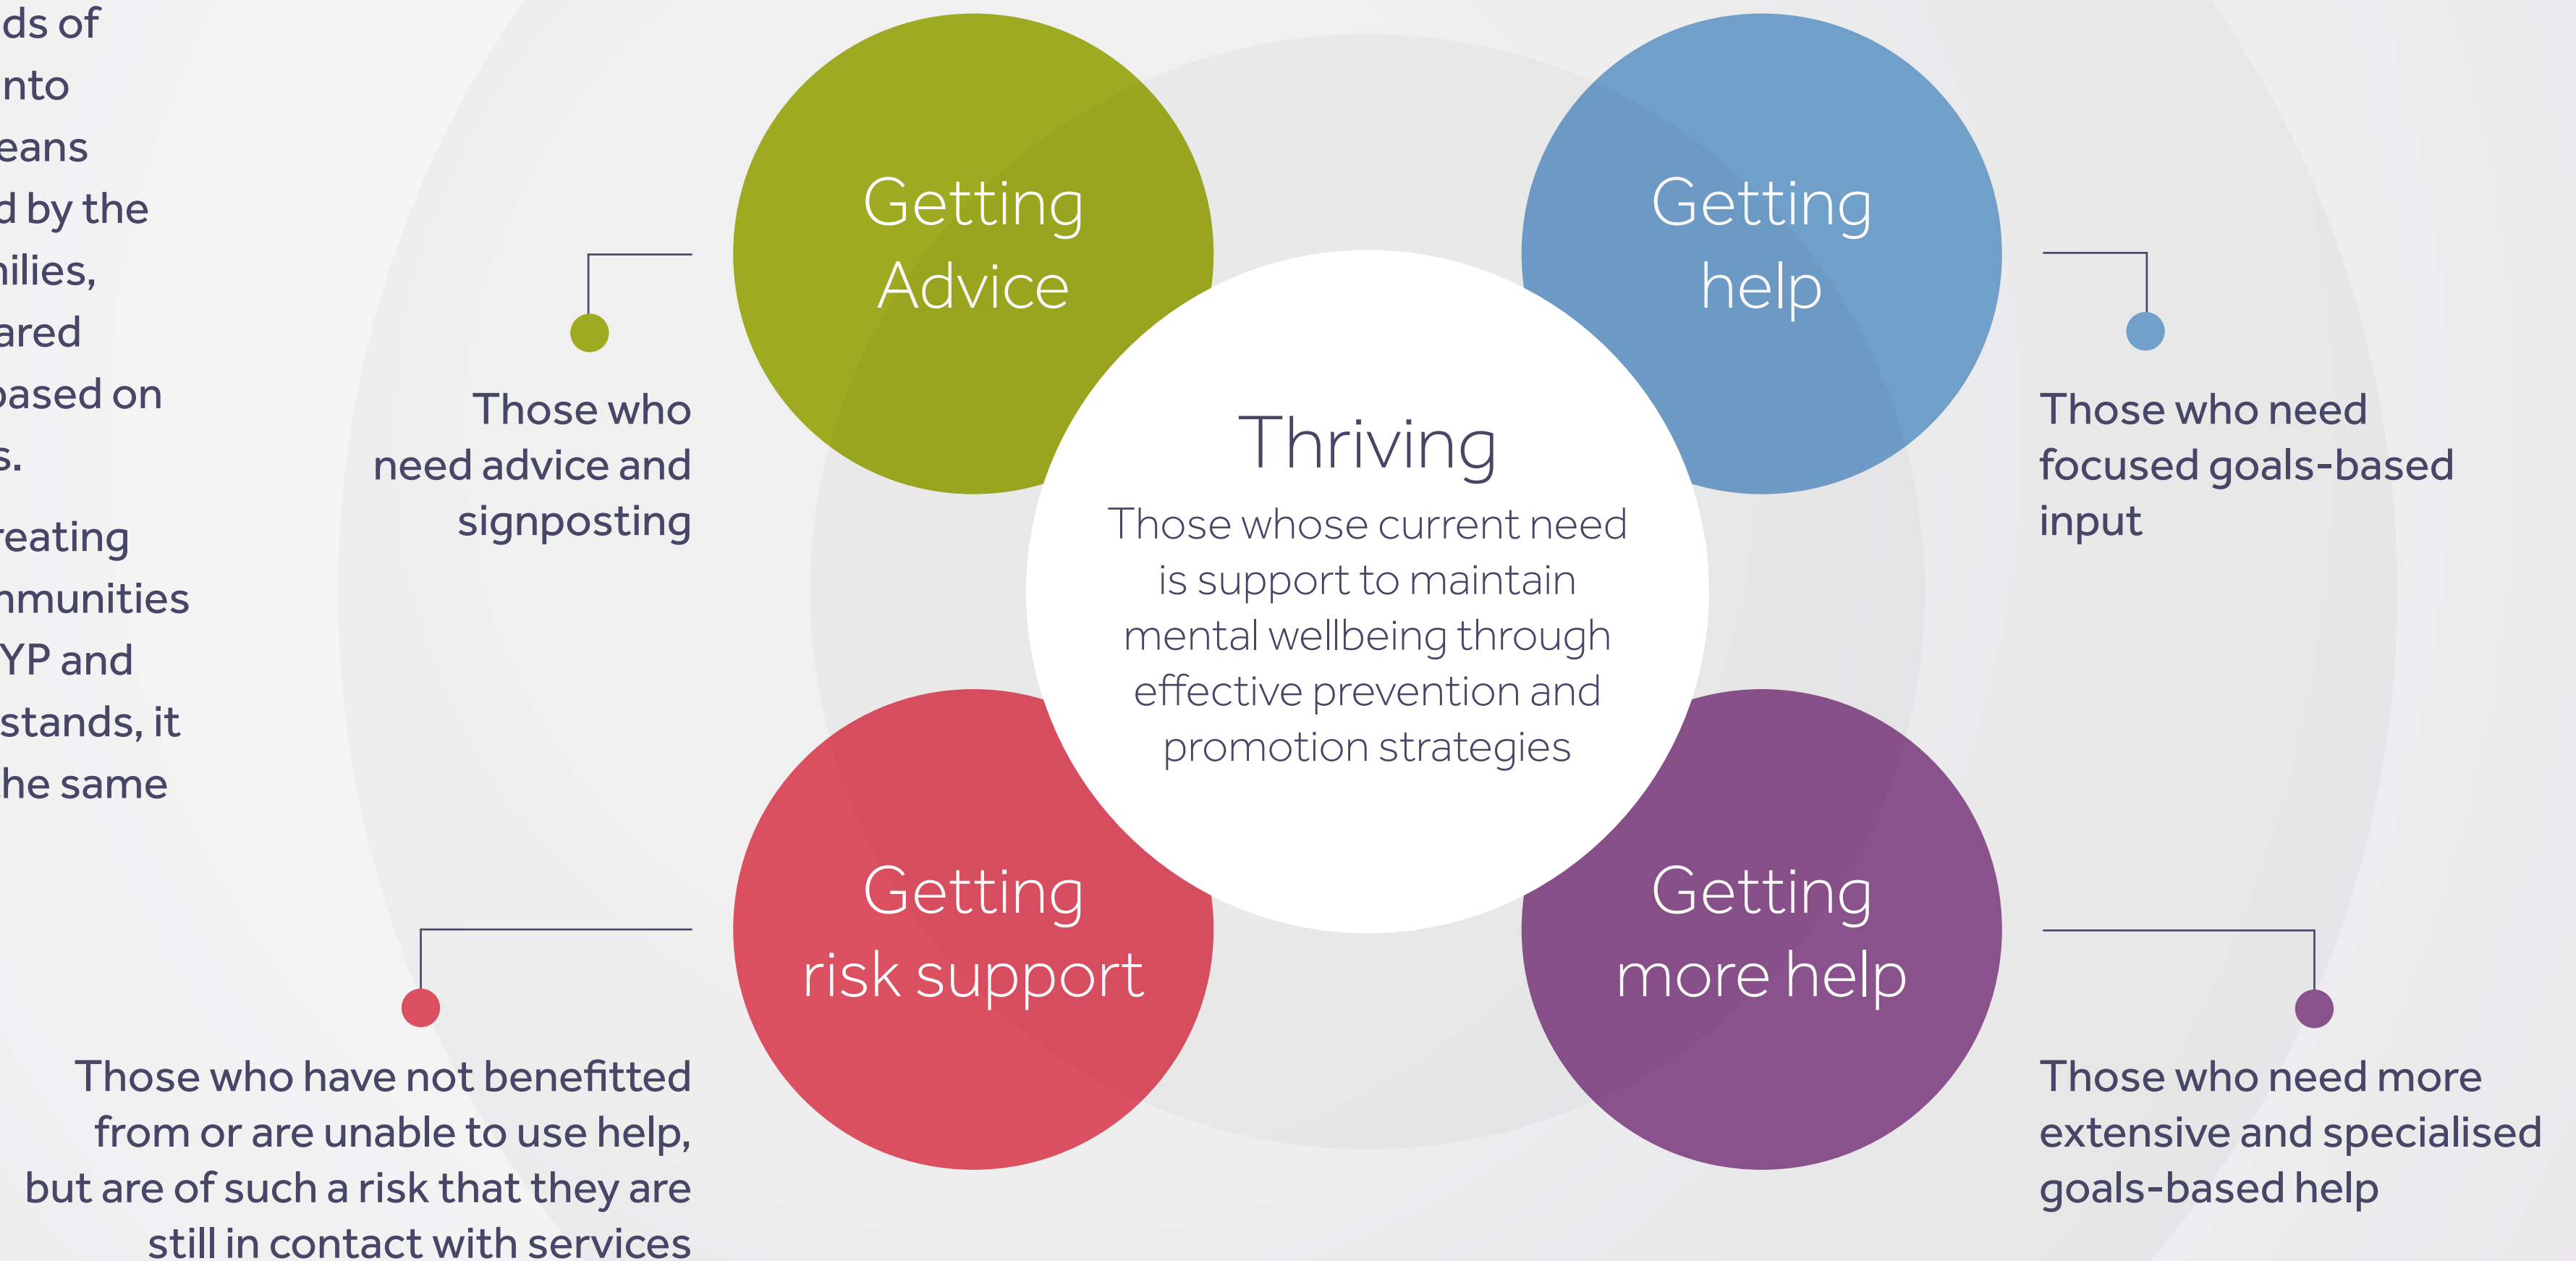 ds of
nto
eans
d by the
nilies,
ared
based on
s.
reating
mmunities
YP and
stands, it
he same
Getting
Advice
Those who
need advice and
signposting
Getting
help
Those who need
focused goals-based
input
Thriving
Those whose current need
is support to maintain
mental wellbeing through
effective prevention and
promotion strategies
Getting
risk support
Those who have not benefitted
from or are unable to use help,
but are of such a risk that they are
still in contact with services
Getting
more help
Those who need more
extensive and specialised
goals-based help